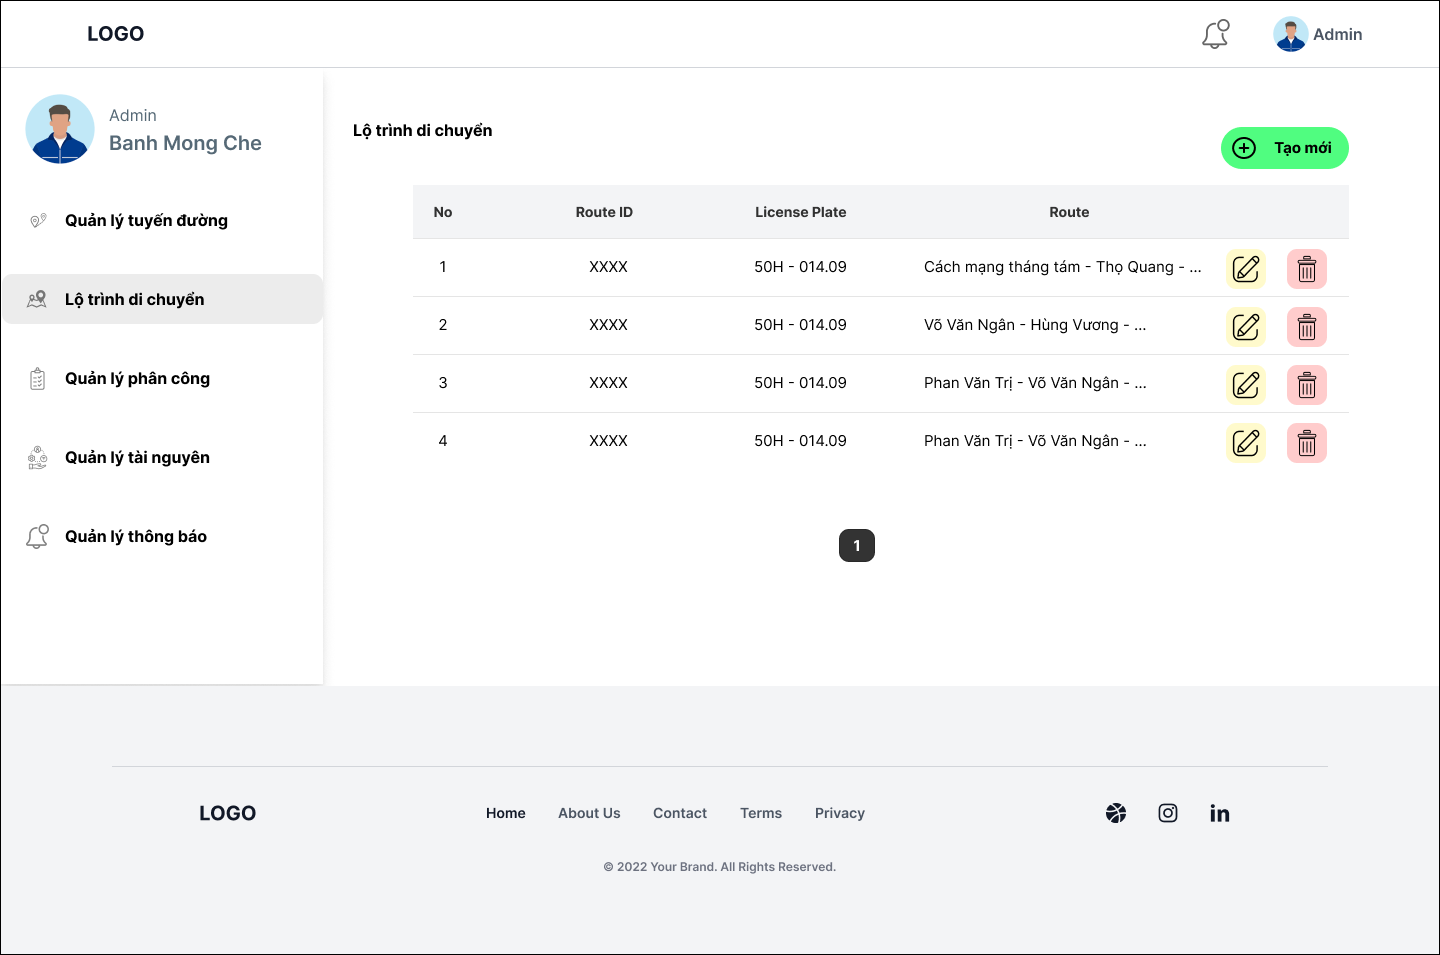 LOGO
Admin
Admin
Banh Mong Che
Quản lý tuyến đường
Lộ trình di chuyển
Quản lý phân công
Quản lý tài nguyên
Quản lý thông báo
Lộ trình di chuyển
Tạo mới
No Route ID License Plate Route
1 XXXX 50H - 014.09 Cách mạng tháng tám - Thọ Quang - ...
2 XXXX 50H - 014.09 Võ Văn Ngân - Hùng Vương - ...
3 XXXX 50H - 014.09 Phan Văn Trị - Võ Văn Ngân - ...
4 XXXX 50H - 014.09 Phan Văn Trị - Võ Văn Ngân - ...
1
LOGO
Home About Us Contact Terms Privacy
© 2022 Your Brand. All Rights Reserved.